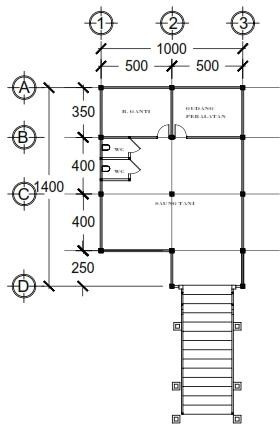 1 2 3
1000
500 500
A
350
R. GANTI
GUDANG
PERALATAN
B
400
WC
WC
1400
C
400
SAUNG TANI
250
D